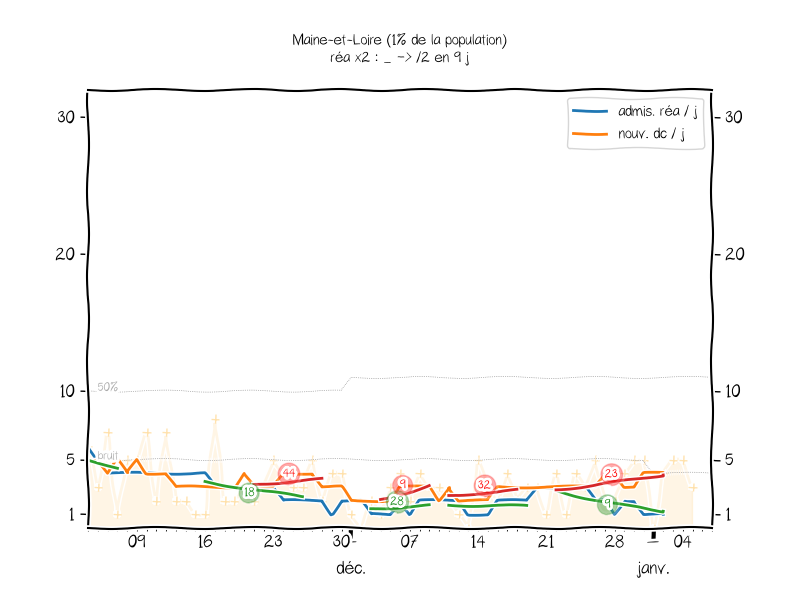 Maine-et-Loire (1% de la population)
réa x2 : _ -> /2 en 9 j
admis. réa / j
nouv. dc / j
30 30
20 20
10 10
50%
5 5
bruit
44
23
9
32
18
28
9
1 1
09 16 23 30 07 14 21 28 04
déc. janv.